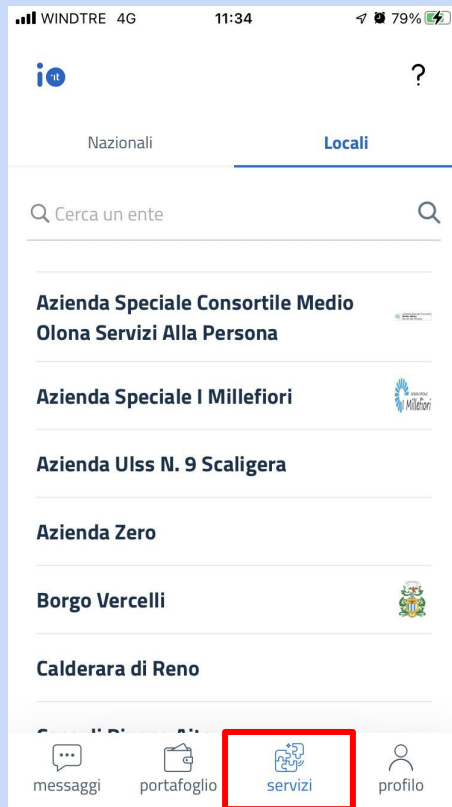 WINDTRE 4G 11:34 79%
io it
?
Nazionali Locali
Cerca un ente
Azienda Speciale Consortile Medio
Olona Servizi Alla Persona
Azienda Speciale I Millefiori
I Millefiori
Azienda Ulss N. 9 Scaligera
Azienda Zero
Borgo Vercelli
Calderara di Reno
messaggi portafoglio servizi profilo